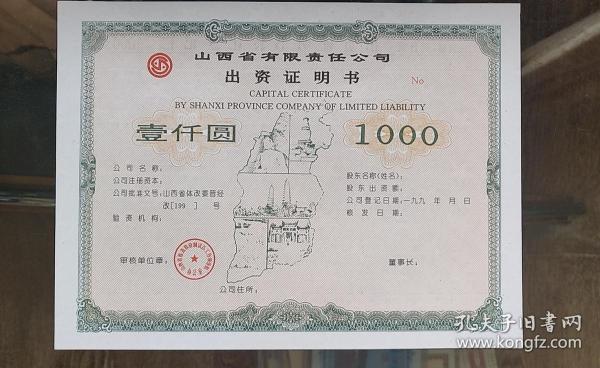 山西省有限责任公司
出资证明书
No
CAPITAL CERTIFICATE
BY SHANXI PROVINCE COMPANY OF LIMITED LIABILITY
壹仟圆
1000
公司名称：
公司注册资本：
公司批准文号：山西省体改委晋经
改[199 ] 号
验资机构：
股东名称(姓名)：
股东出资额：
公司登记日期：一九九 年 月 日
核发日期：
审核单位章：
董事长：
公司住所：
孔夫子旧书网
www.kongfz.com